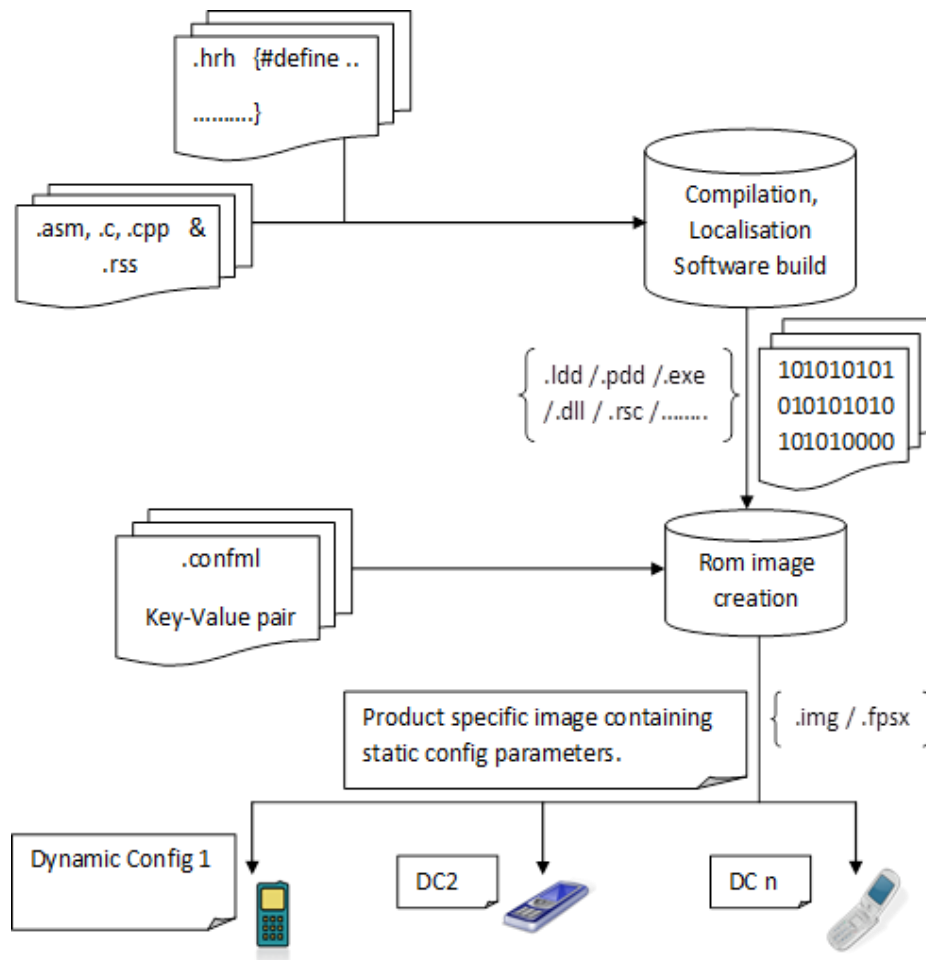 .hrh {#define ..
..........}
.asm, .c, .cpp &
.rss
Compilation,
Localisation
Software build
.ldd /.pdd /.exe
/.dll / .rsc /........
101010101
010101010
101010000
.confml
Key-Value pair
Rom image
creation
Product specific image containing
static config parameters.
.img / .fpsx
Dynamic Config 1
DC2
DC n